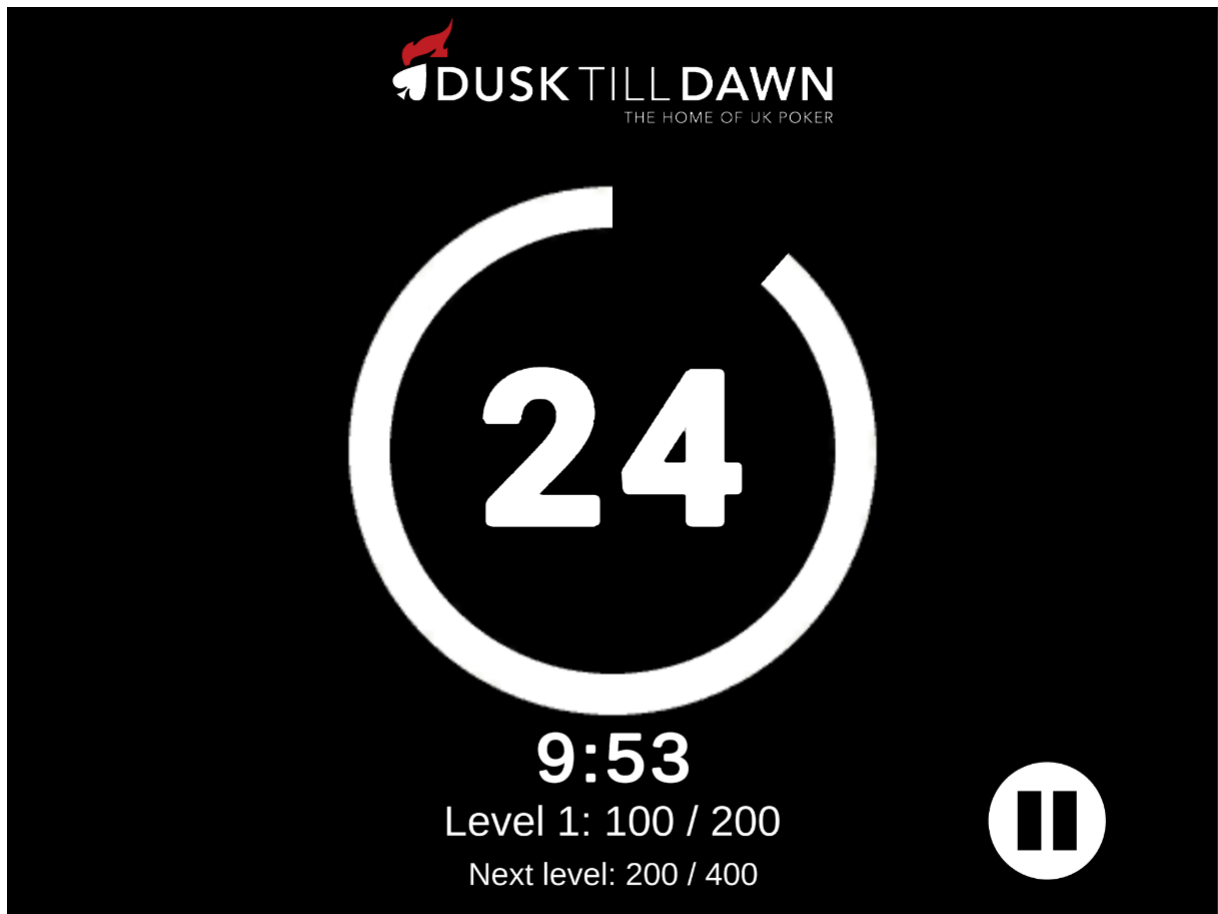 DUSK TILL DAWN
THE HOME OF UK POKER
24
9:53
Level 1: 100 / 200
Next level: 200 / 400